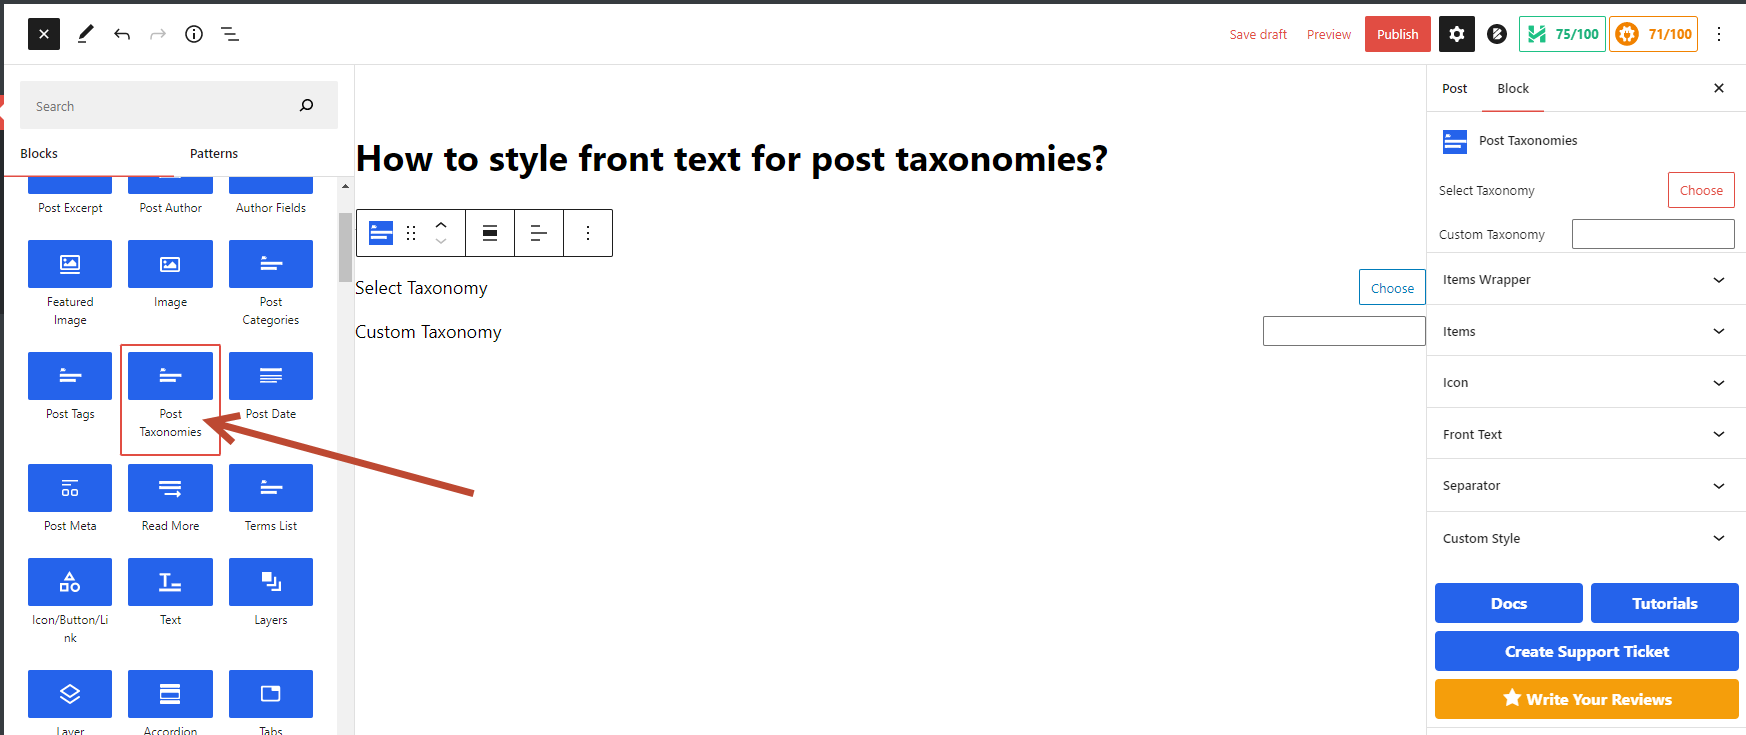 Save draft
Preview
Publish
75/100
71/100
Search
Blocks
Patterns
Post Excerpt
Post Author
Author Fields
Featured
Image
Image
Post
Categories
Post Tags
Post
Taxonomies
Post Date
Post Meta
Read More
Terms List
Icon/Button/Li
nk
Text
Layers
Layer
Accordion
Tabs
How to style front text for post taxonomies?
Select Taxonomy
Choose
Custom Taxonomy
Post
Block
Post Taxonomies
Select Taxonomy
Choose
Custom Taxonomy
Items Wrapper
Items
Icon
Front Text
Separator
Custom Style
Docs
Tutorials
Create Support Ticket
Write Your Reviews